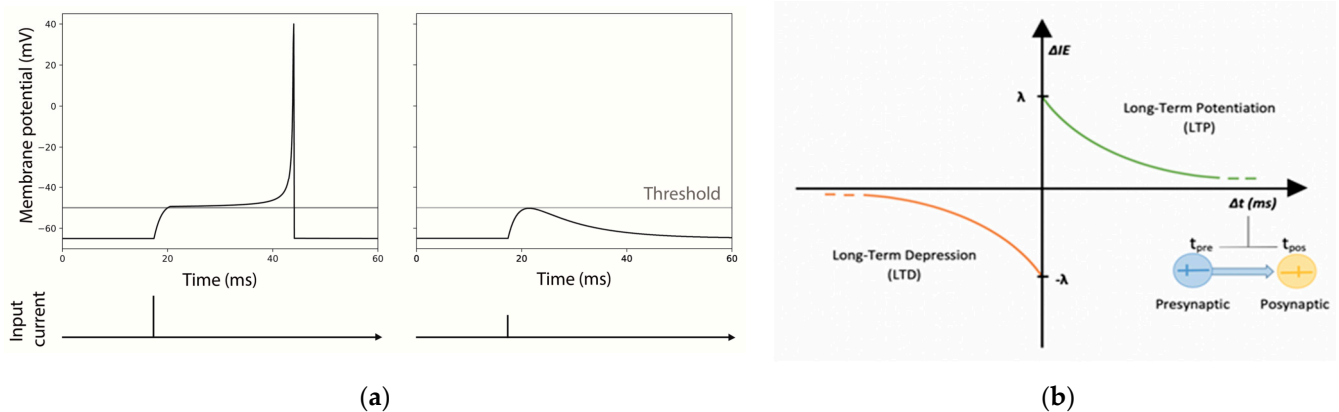 Membrane potential (mV)
40
20
0
−20
−40
−60
0
20
40
60
Time (ms)
Threshold
0
20
40
60
Time (ms)
Input
current
(a)
ΔIE
λ
Long-Term Potentiation
(LTP)
Δt (ms)
Long-Term Depression
(LTD)
-λ
tpre
tpos
Presynaptic
Posynaptic
(b)